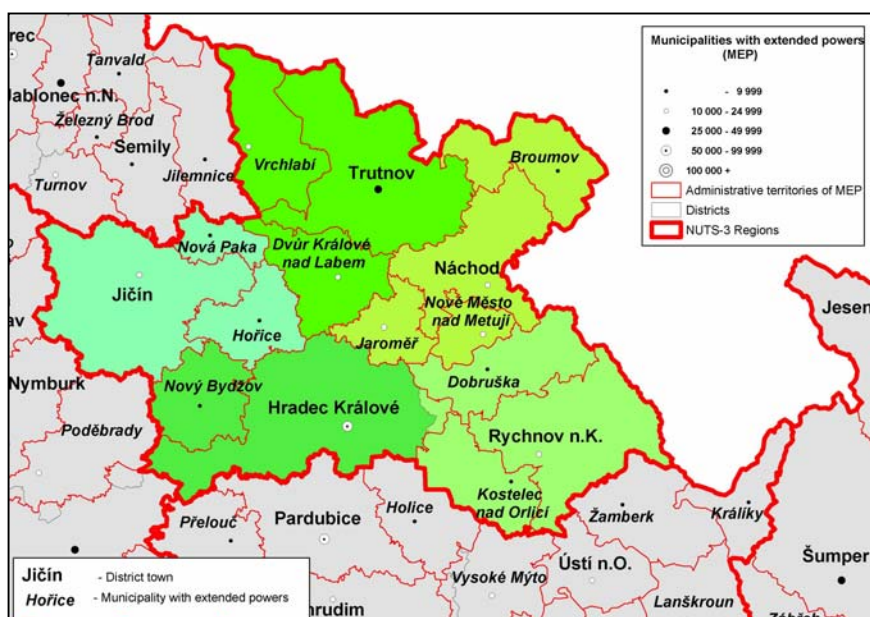 Municipalities with extended powers
(MEP)
- 9 999
10 000 - 24 999
25 000 - 49 999
50 000 - 99 999
100 000 +
Administrative territories of MEP
Districts
NUTS-3 Regions
rec
Tanvald
Jablonec n.N.
Železný Brod
Semily
Turnov
Jilemnice
Vrchlabí
Trutnov
Broumov
Nová Paka
Dvůr Králové
nad Labem
Náchod
Jičín
Hořice
Nové Město
nad Metují
Jaroměř
Jesen
av
Nymburk
Nový Bydžov
Dobruška
Hradec Králové
Poděbrady
Rychnov n.K.
Kostelec
nad Orlicí
Přelouč
Pardubice
Holice
Žamberk
Králíky
Ústí n.O.
Šumper
Vysoké Mýto
Lanškroun
hrudim
Zábřeh
Jičín - District town
Hořice - Municipality with extended powers